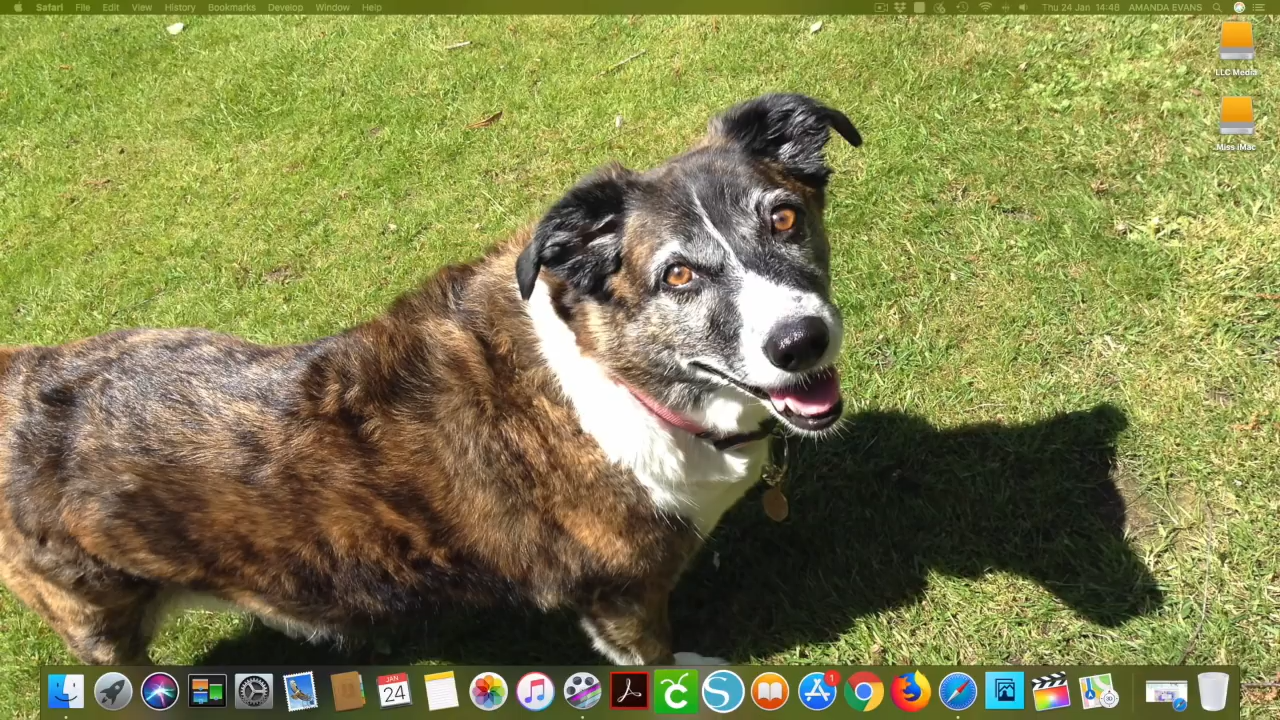 Safari File Edit View History Bookmarks Develop Window Help Thu 24 Jan 14:48 AMANDA EVANS
LLC Media
Miss iMac
JAN
24
1
3D